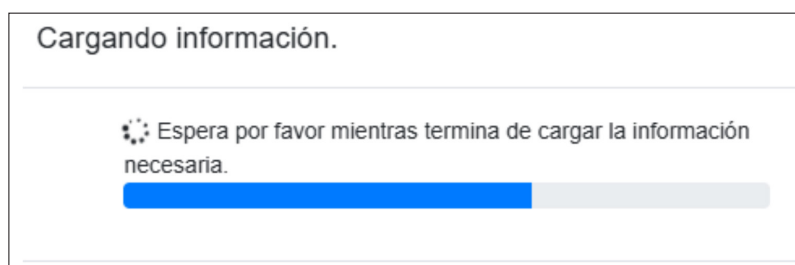 Cargando información.
Espera por favor mientras termina de cargar la información
necesaria.